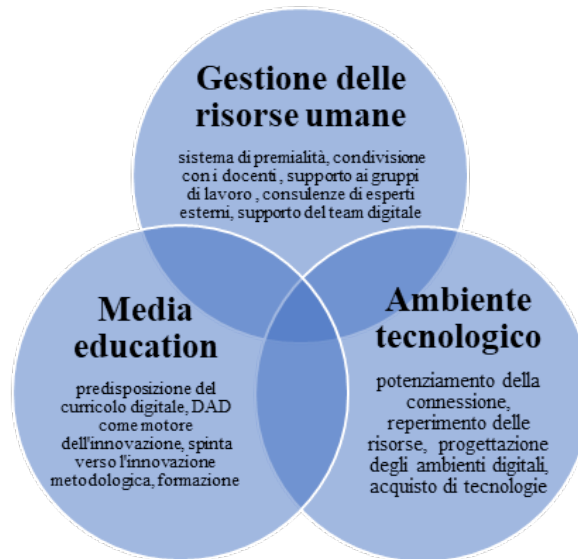 Gestione delle
risorse umane
sistema di premialità, condivisione
con i docenti , supporto ai gruppi
di lavoro , consulenze di esperti
esterni, supporto del team digitale
Media
education
predisposizione del
curricolo digitale, DAD
come motore
dell'innovazione, spinta
verso l'innovazione
metodologica, formazione
Ambiente
tecnologico
potenziamento della
connessione,
reperimento delle
risorse, progettazione
degli ambienti digitali,
acquisto di tecnologie